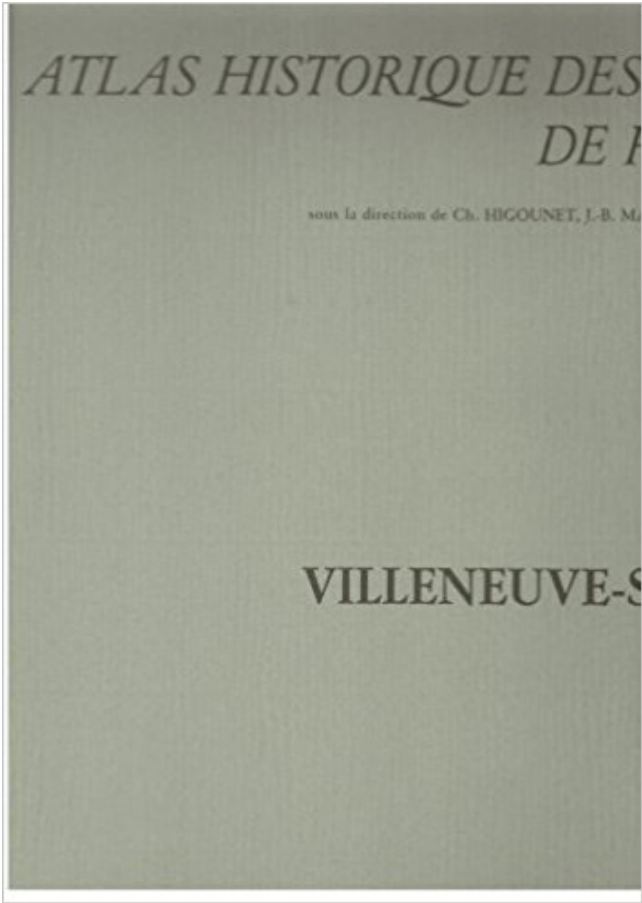 ATLAS HISTORIQUE DES
DE
sous la direction de Ch. HIGOUNET, J.-B.
VILLENEUVE-S